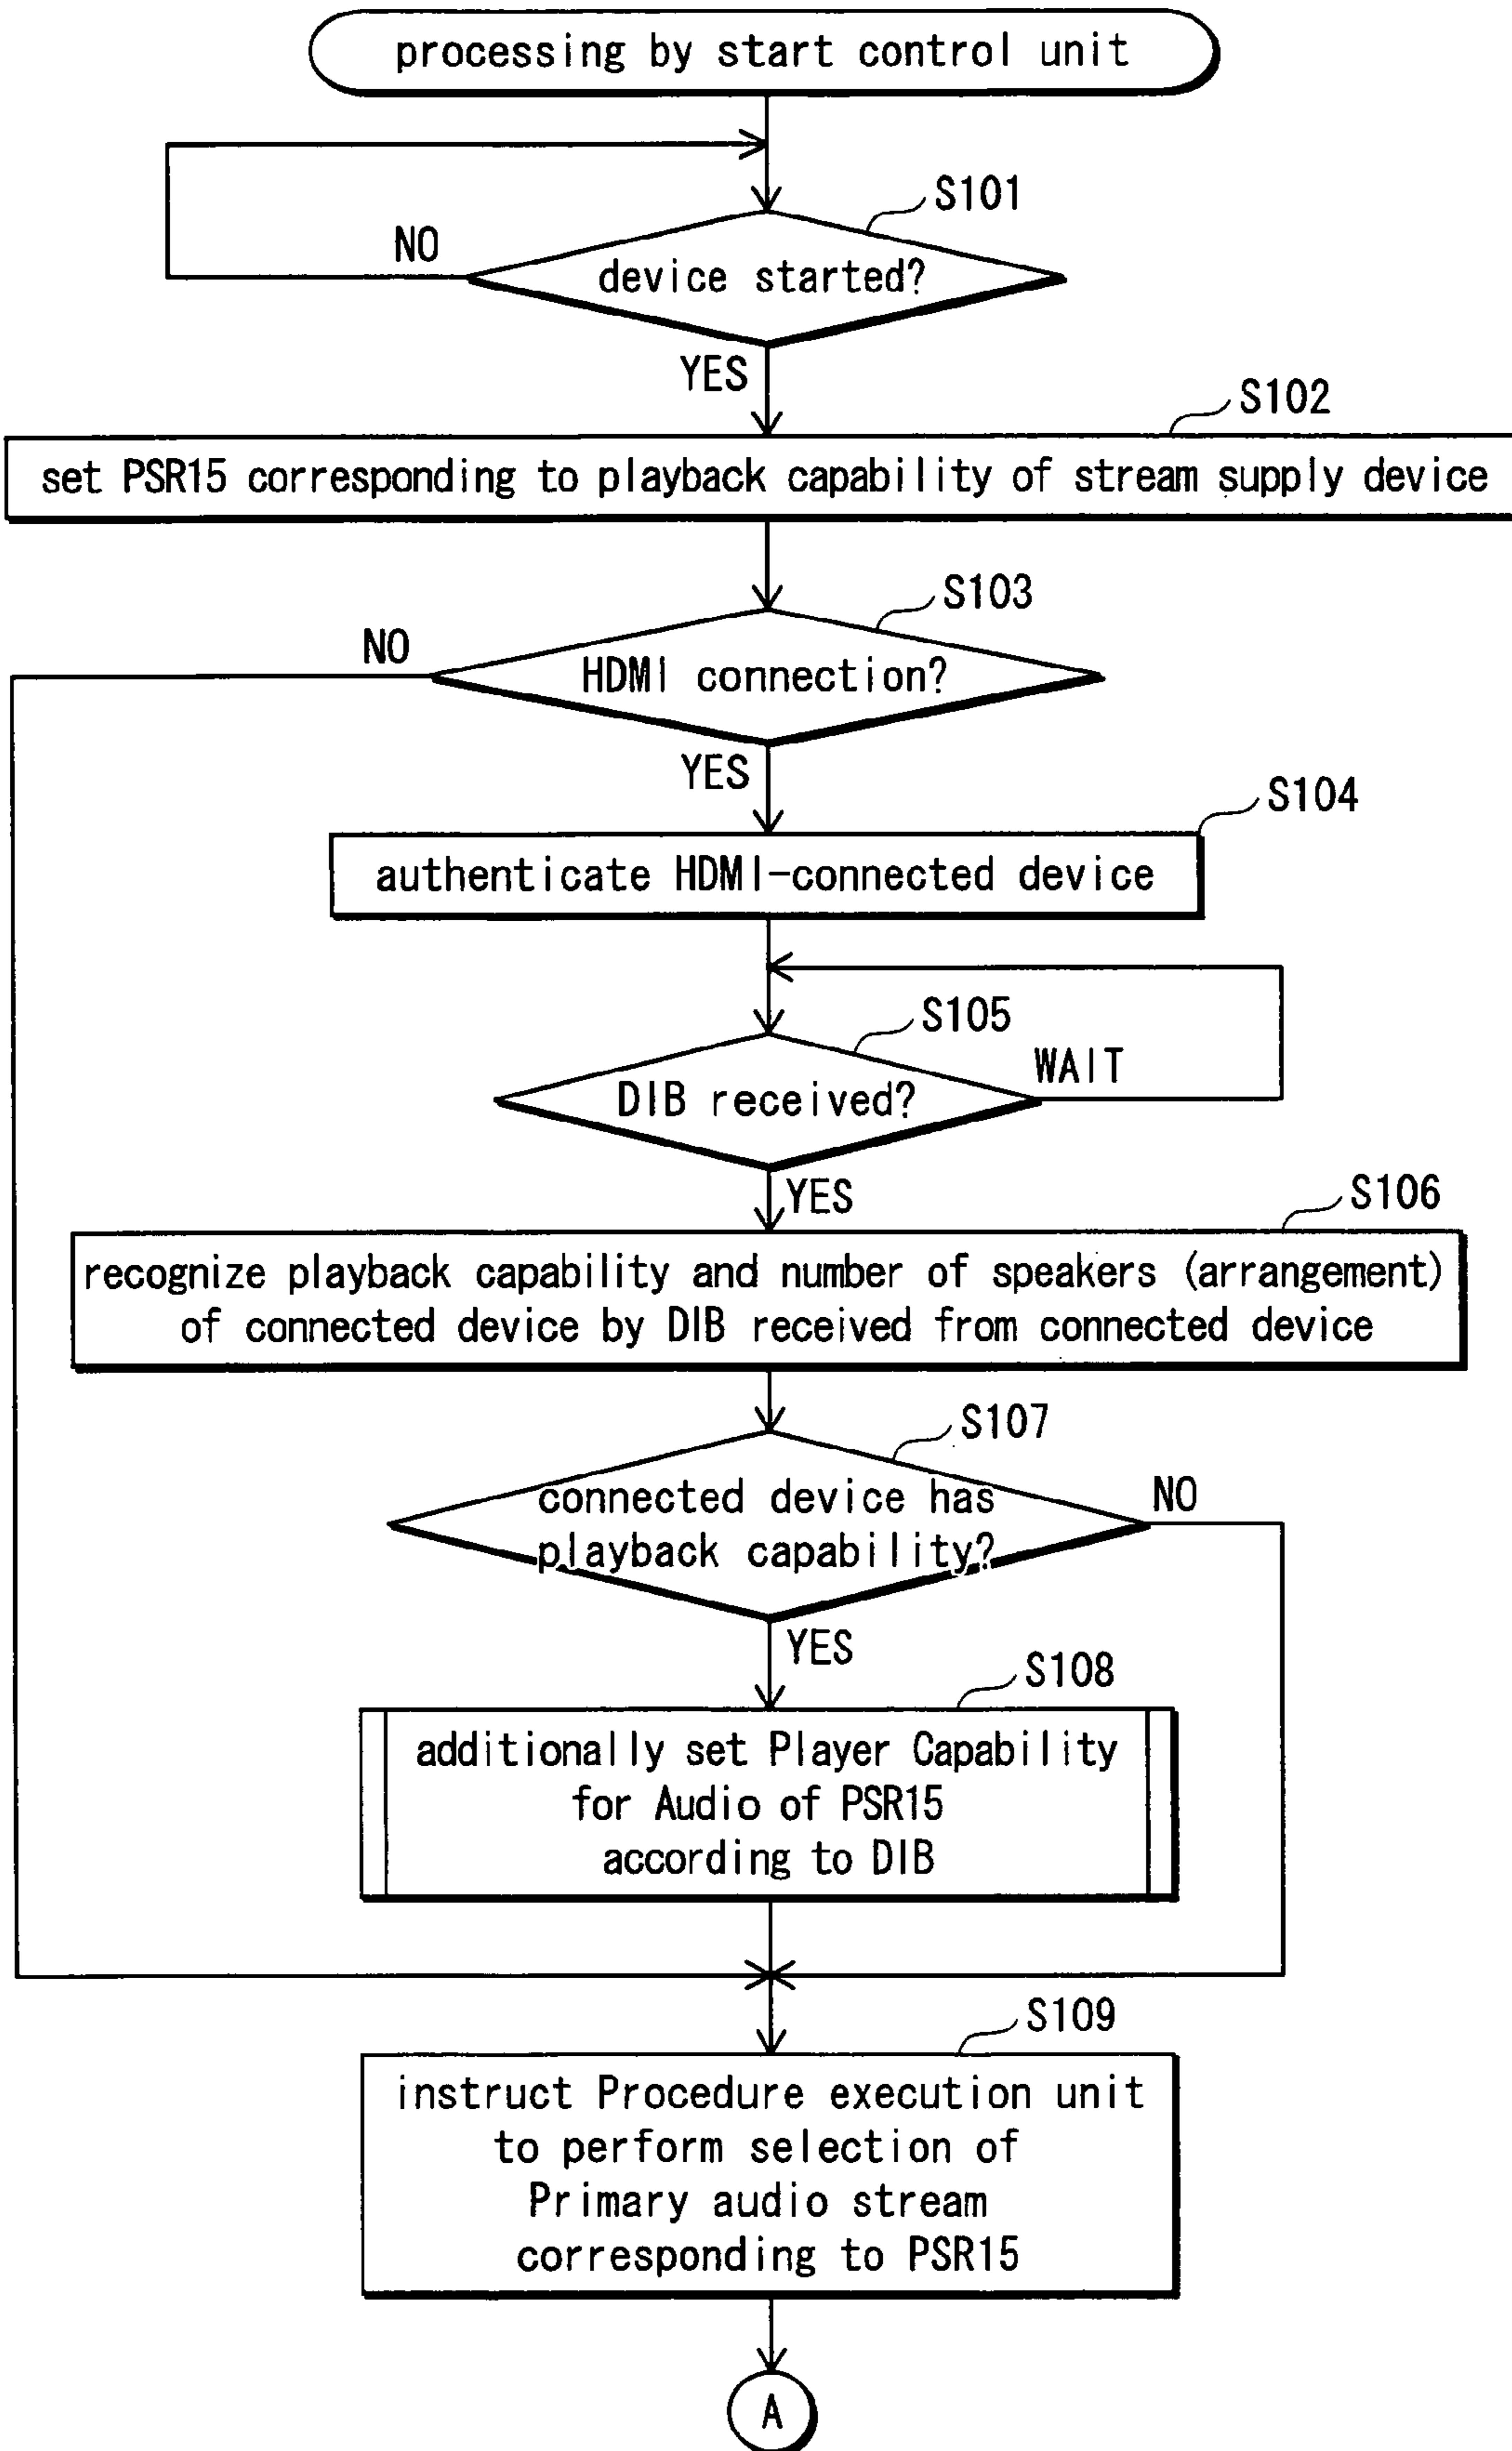 processing by start control unit
S101
NO
device started?
YES
S102
set PSR15 corresponding to playback capability of stream supply device
S103
NO
HDMI connection?
YES
S104
authenticate HDMI-connected device
S105
WAIT
DIB received?
YES
S106
recognize playback capability and number of speakers (arrangement)
of connected device by DIB received from connected device
S107
NO
connected device has
playback capability?
YES
S108
additionally set Player Capability
for Audio of PSR15
according to DIB
S109
instruct Procedure execution unit
to perform selection of
Primary audio stream
corresponding to PSR15
A